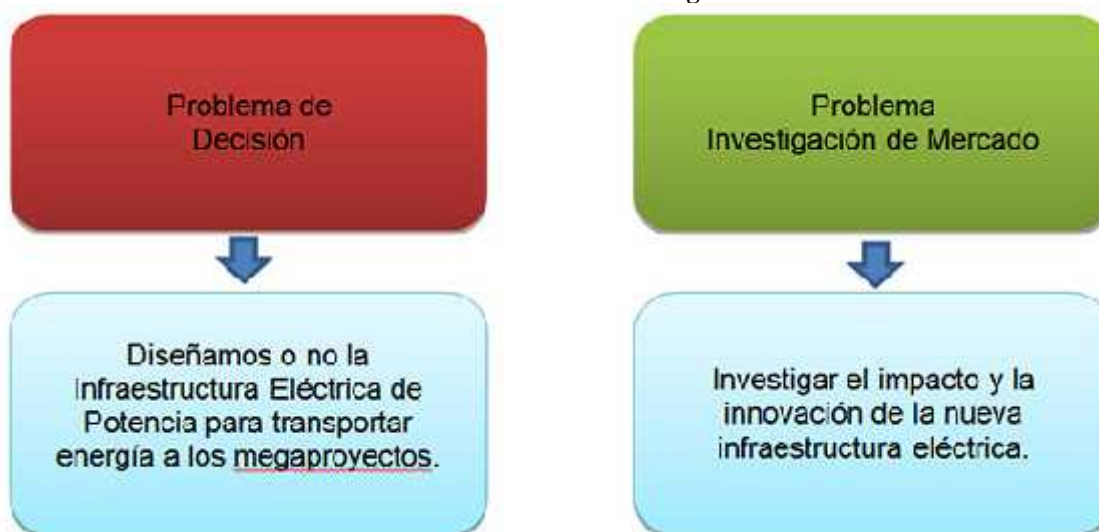 Problema de
Decisión
Problema
Investigación de Mercado
Diseñamos o no la
Infraestructura Eléctrica de
Potencia para transportar
energía a los megaproyectos.
Investigar el impacto y la
innovación de la nueva
infraestructura eléctrica.